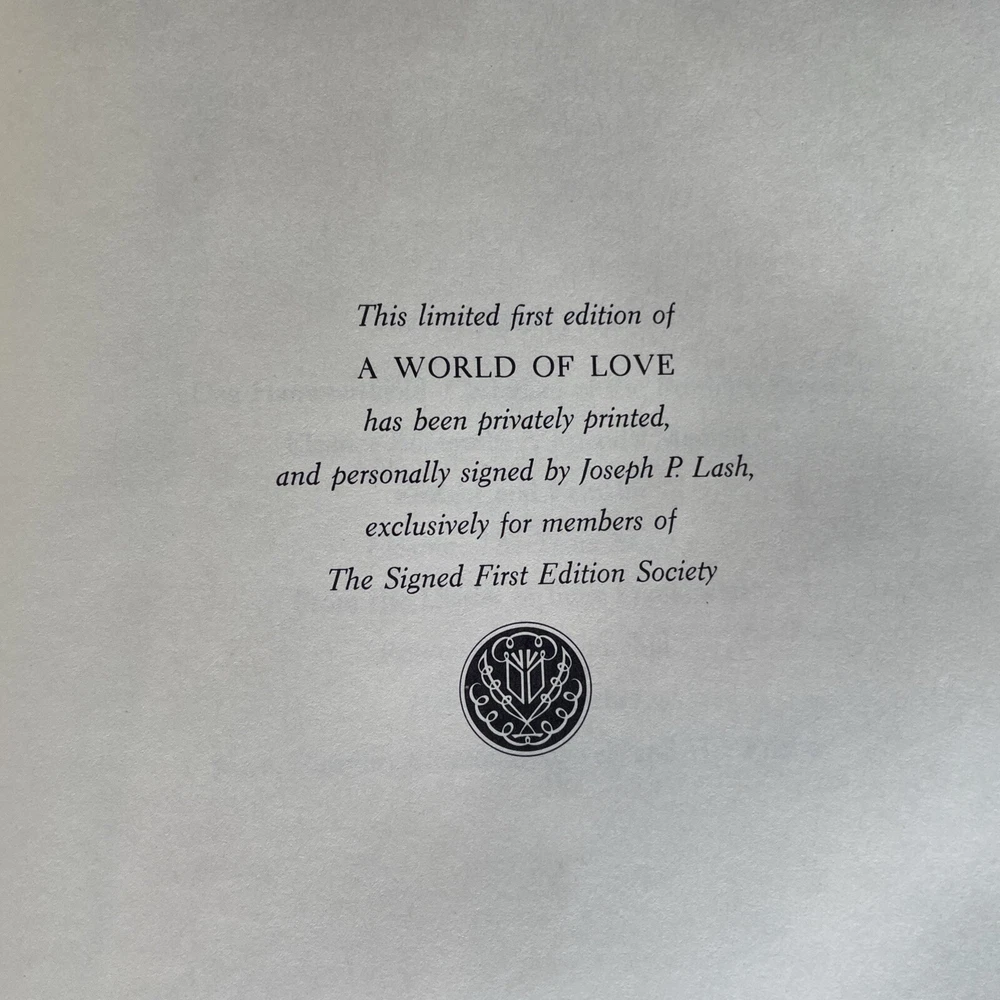 This limited first edition of
A WORLD OF LOVE
has been privately printed,
and personally signed by Joseph P. Lash,
exclusively for members of
The Signed First Edition Society